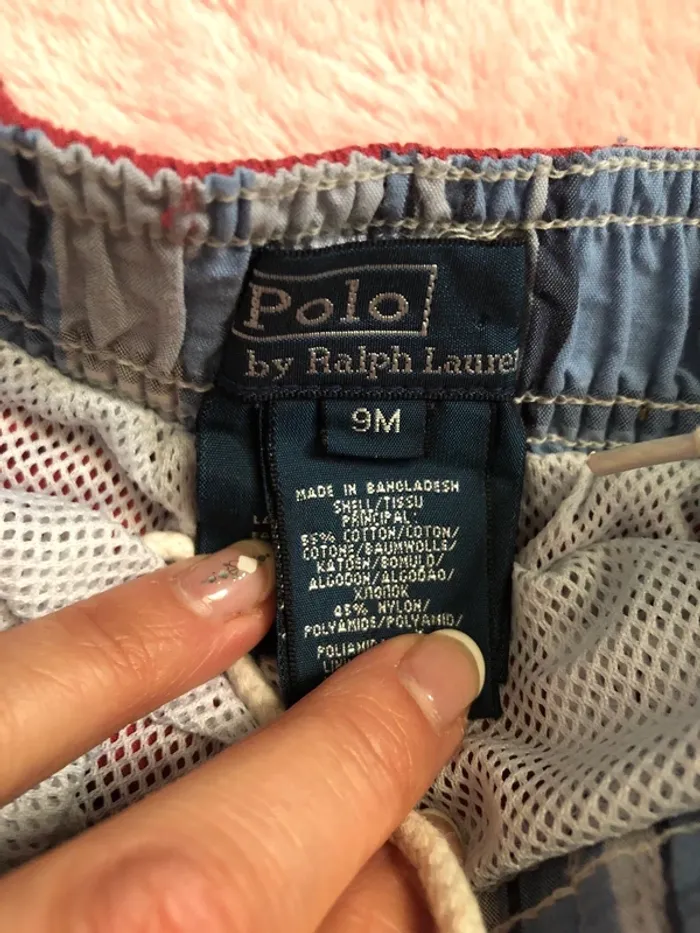 Polo
by Ralph Laure
9M
MADE IN BANGLADESH
SHELL/TISSU
PRINCIPAL:
55% COTTON/COTON/
COTONE/BAUMWOLLE/
KATOEN/BOMULD/
ALGODON/ALGODAO/
ХЛОПОК
45% NYLON/
POLYAMIDE/POLYAMID/